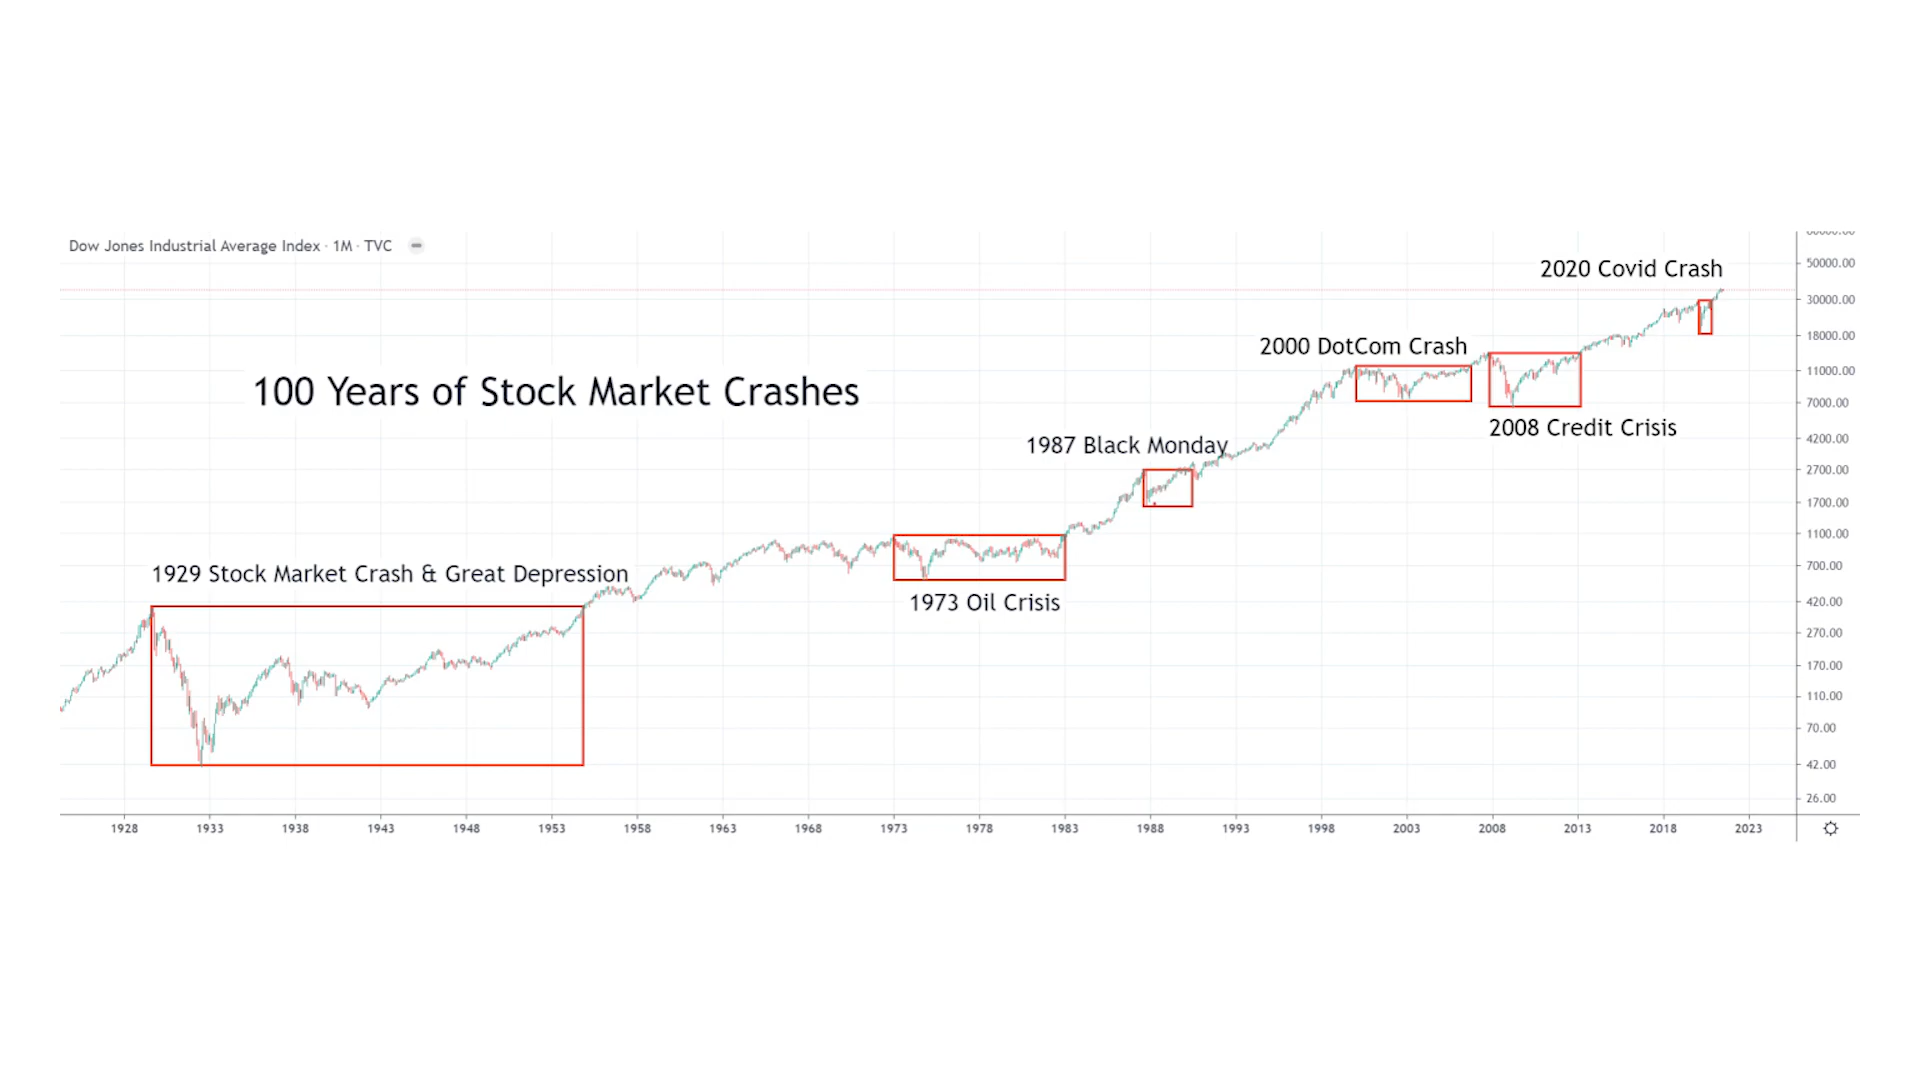 Dow Jones Industrial Average Index · 1M · TVC
2020 Covid Crash
50000.00
30000.00
2000 DotCom Crash
18000.00
100 Years of Stock Market Crashes
11000.00
7000.00
2008 Credit Crisis
1987 Black Monday
4200.00
2700.00
1700.00
1100.00
1929 Stock Market Crash & Great Depression
700.00
1973 Oil Crisis
420.00
270.00
170.00
110.00
70.00
42.00
26.00
1928 1933 1938 1943 1948 1953 1958 1963 1968 1973 1978 1983 1988 1993 1998 2003 2008 2013 2018 2023